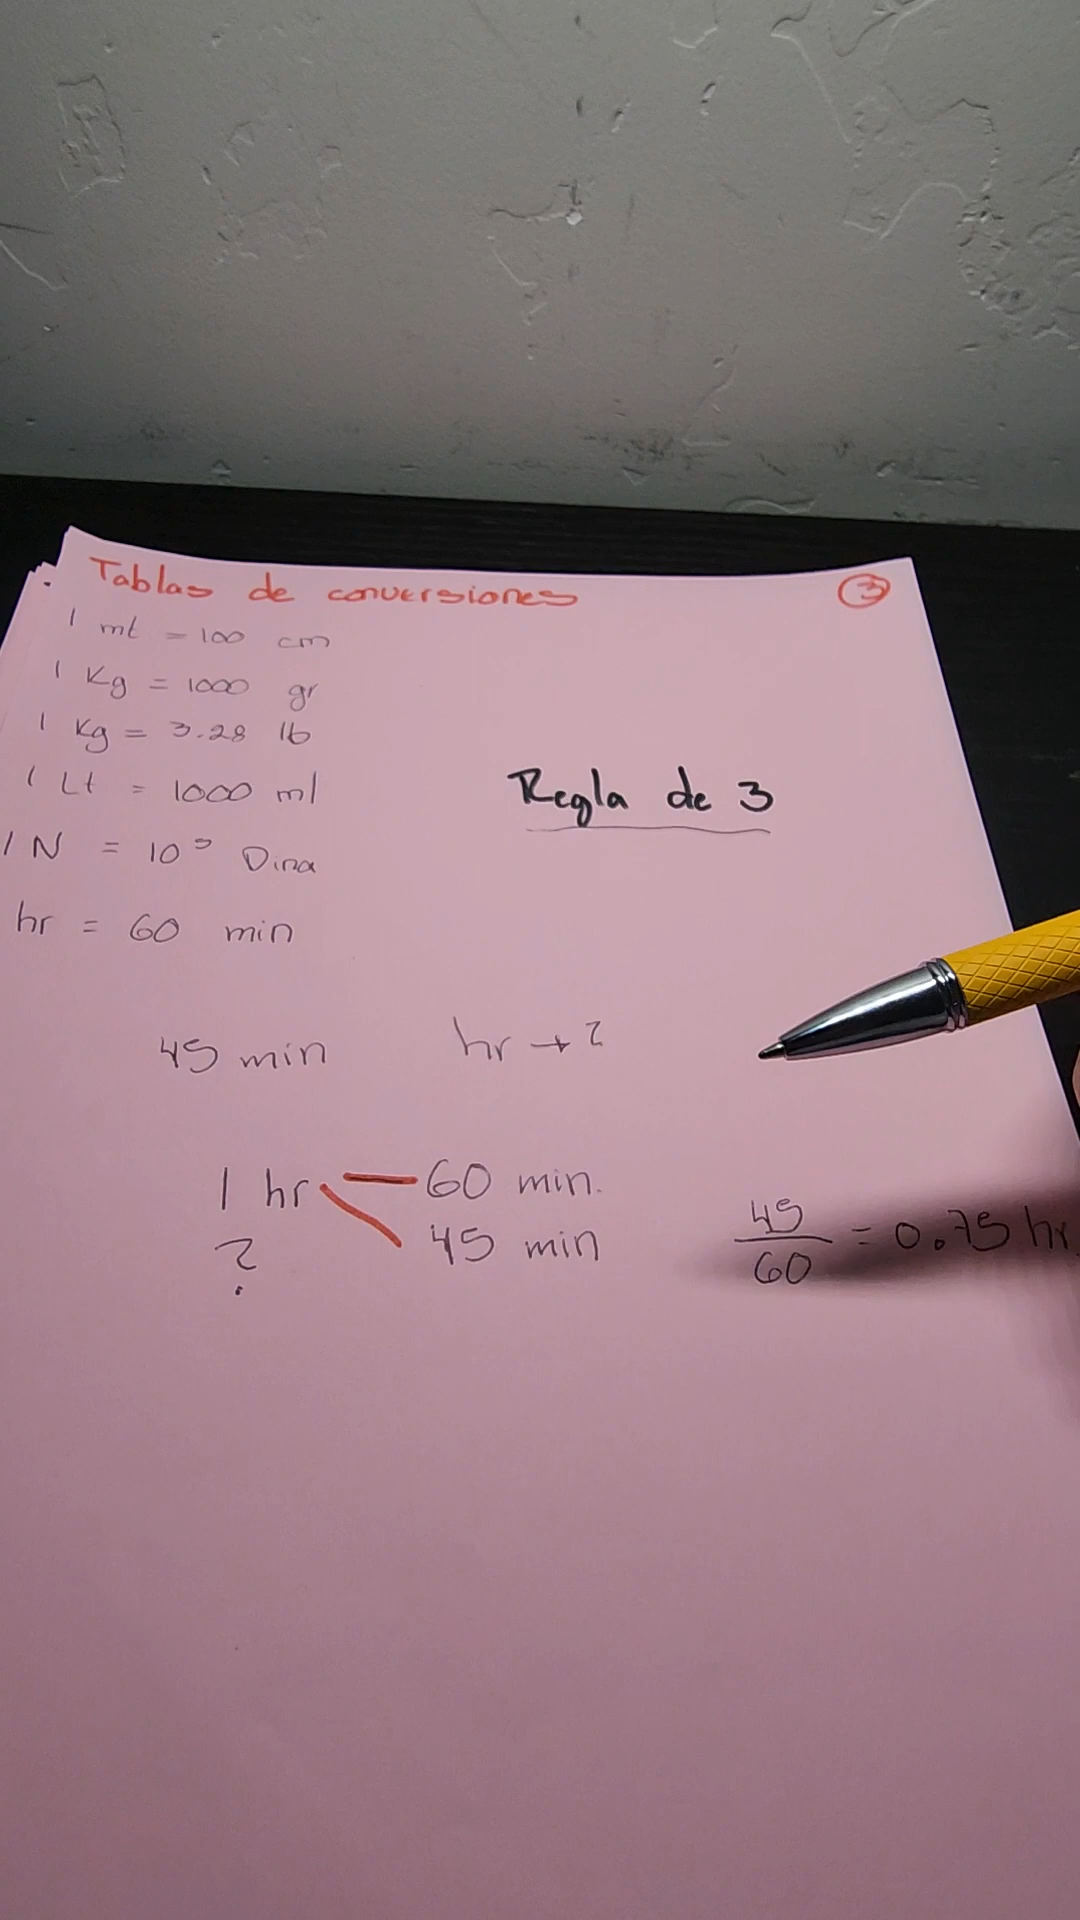 Tablas de conversiones
3
1 mt = 100 cm
1 Kg = 1000 gr
1 Kg = 3.28 lb
1 Lt = 1000 ml
1 N = 10⁵ Dina
hr = 60 min
Regla de 3
45 min hr → ?
1 hr — 60 min.
? 45 min
45/60 = 0.75 hr